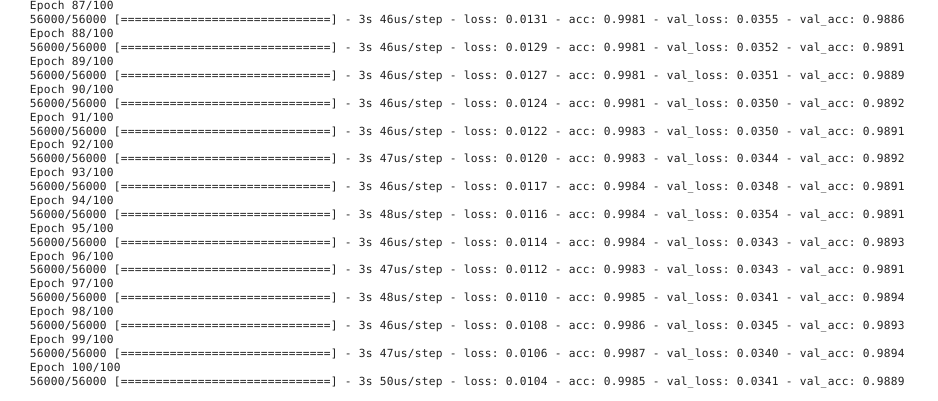 Epoch 87/100
56000/56000 [==============================] - 3s 46us/step - loss: 0.0131 - acc: 0.9981 - val_loss: 0.0355 - val_acc: 0.9886
Epoch 88/100
56000/56000 [==============================] - 3s 46us/step - loss: 0.0129 - acc: 0.9981 - val_loss: 0.0352 - val_acc: 0.9891
Epoch 89/100
56000/56000 [==============================] - 3s 46us/step - loss: 0.0127 - acc: 0.9981 - val_loss: 0.0351 - val_acc: 0.9889
Epoch 90/100
56000/56000 [==============================] - 3s 46us/step - loss: 0.0124 - acc: 0.9981 - val_loss: 0.0350 - val_acc: 0.9892
Epoch 91/100
56000/56000 [==============================] - 3s 46us/step - loss: 0.0122 - acc: 0.9983 - val_loss: 0.0350 - val_acc: 0.9891
Epoch 92/100
56000/56000 [==============================] - 3s 47us/step - loss: 0.0120 - acc: 0.9983 - val_loss: 0.0344 - val_acc: 0.9892
Epoch 93/100
56000/56000 [==============================] - 3s 46us/step - loss: 0.0117 - acc: 0.9984 - val_loss: 0.0348 - val_acc: 0.9891
Epoch 94/100
56000/56000 [==============================] - 3s 48us/step - loss: 0.0116 - acc: 0.9984 - val_loss: 0.0354 - val_acc: 0.9891
Epoch 95/100
56000/56000 [==============================] - 3s 46us/step - loss: 0.0114 - acc: 0.9984 - val_loss: 0.0343 - val_acc: 0.9893
Epoch 96/100
56000/56000 [==============================] - 3s 47us/step - loss: 0.0112 - acc: 0.9983 - val_loss: 0.0343 - val_acc: 0.9891
Epoch 97/100
56000/56000 [==============================] - 3s 48us/step - loss: 0.0110 - acc: 0.9985 - val_loss: 0.0341 - val_acc: 0.9894
Epoch 98/100
56000/56000 [==============================] - 3s 46us/step - loss: 0.0108 - acc: 0.9986 - val_loss: 0.0345 - val_acc: 0.9893
Epoch 99/100
56000/56000 [==============================] - 3s 47us/step - loss: 0.0106 - acc: 0.9987 - val_loss: 0.0340 - val_acc: 0.9894
Epoch 100/100
56000/56000 [==============================] - 3s 50us/step - loss: 0.0104 - acc: 0.9985 - val_loss: 0.0341 - val_acc: 0.9889